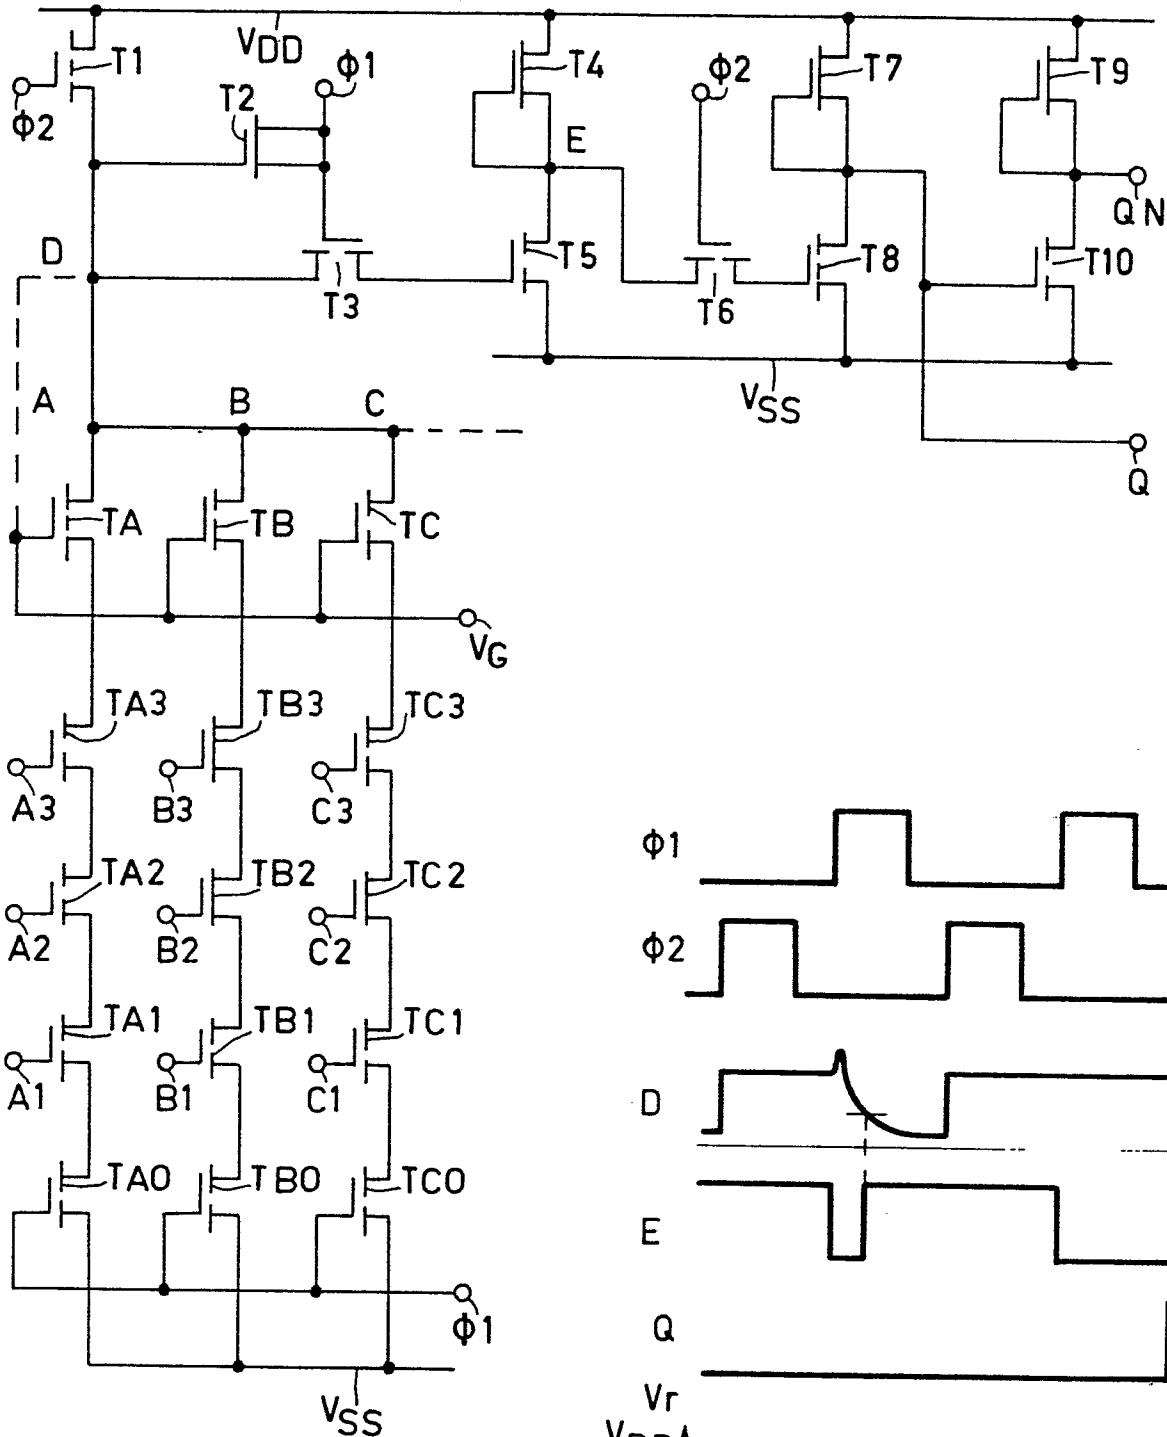 VDD
T1
T2
Φ1
T4
Φ2
T7
T9
Φ2
E
QN
D
T3
T5
T6
T8
T10
A
B
C
VSS
Q
TA
TB
TC
VG
TA3
TB3
TC3
A3
B3
C3
TA2
TB2
TC2
A2
B2
C2
TA1
TB1
TC1
A1
B1
C1
TA0
TB0
TC0
Φ1
VSS
Φ1
Φ2
D
E
Q
Vr